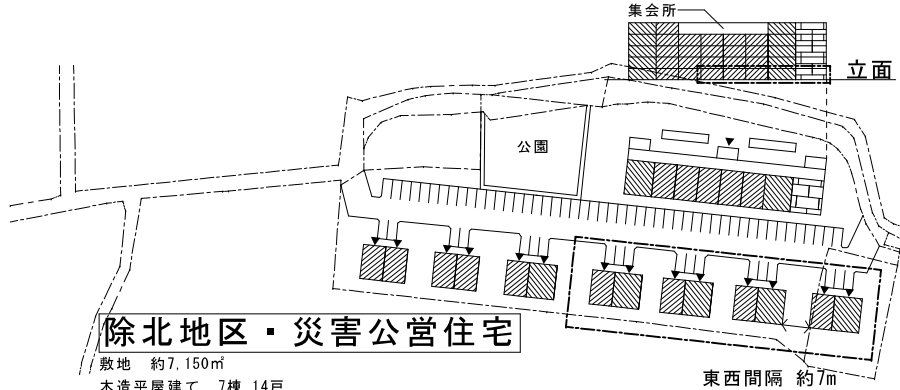 集会所
立面
公園
除北地区・災害公営住宅
敷地 約7,150㎡
木造平屋建て 7棟 14戸
東西間隔 約7m